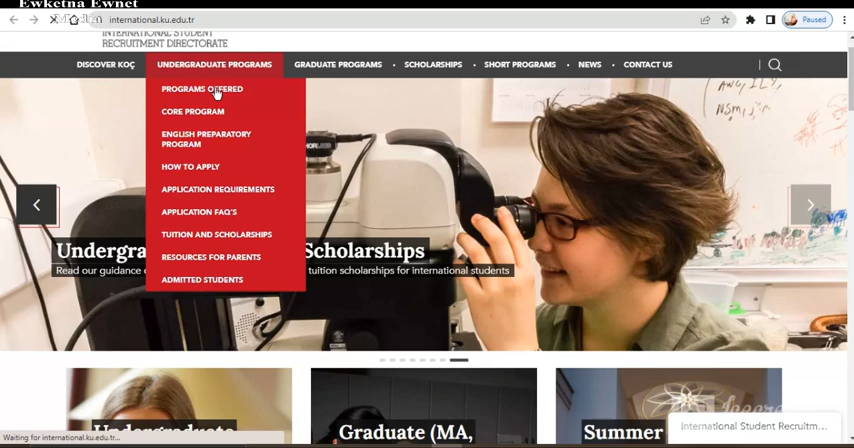 Ewketna Ewnet
international.ku.edu.tr
Paused
INTERNATIONAL STUDENT
RECRUITMENT DIRECTORATE
DISCOVER KOÇ
UNDERGRADUATE PROGRAMS
GRADUATE PROGRAMS
SCHOLARSHIPS
SHORT PROGRAMS
NEWS
CONTACT US
PROGRAMS OFFERED
CORE PROGRAM
ENGLISH PREPARATORY
PROGRAM
HOW TO APPLY
APPLICATION REQUIREMENTS
APPLICATION FAQ'S
TUITION AND SCHOLARSHIPS
RESOURCES FOR PARENTS
ADMITTED STUDENTS
Scholarships
Read our guidance
tuition scholarships for international students
Undergraduate
Graduate (MA,
Summer
International Student Recruitm...
Waiting for international.ku.edu.tr...